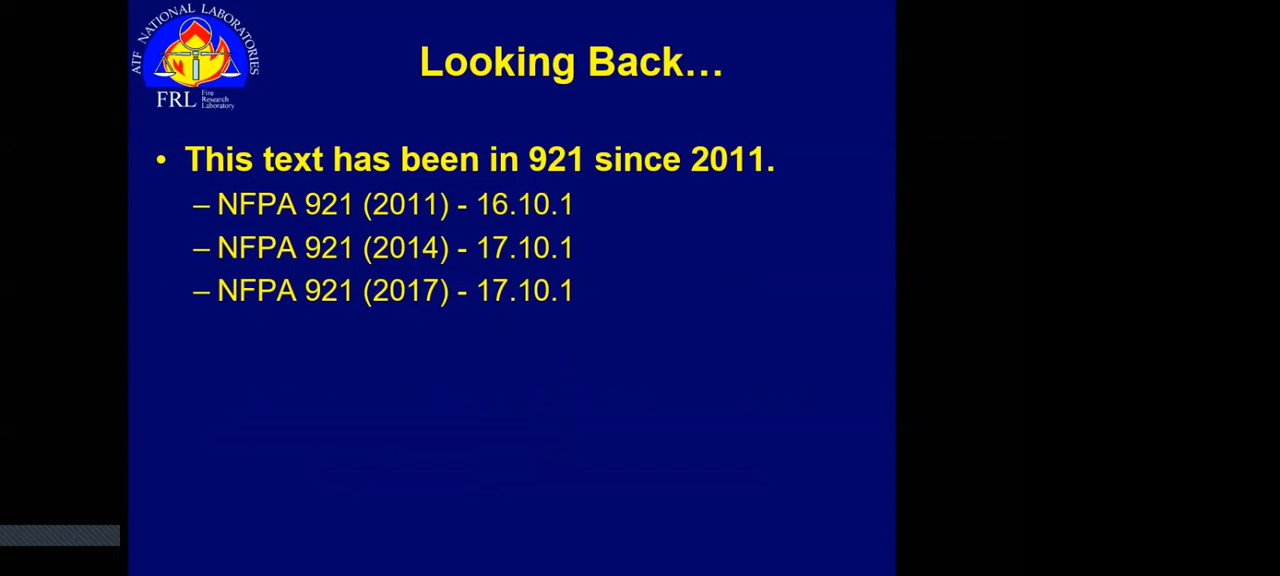 ATF NATIONAL LABORATORIES
FRL Fire Research Laboratory
Looking Back…
• This text has been in 921 since 2011.
– NFPA 921 (2011) - 16.10.1
– NFPA 921 (2014) - 17.10.1
– NFPA 921 (2017) - 17.10.1